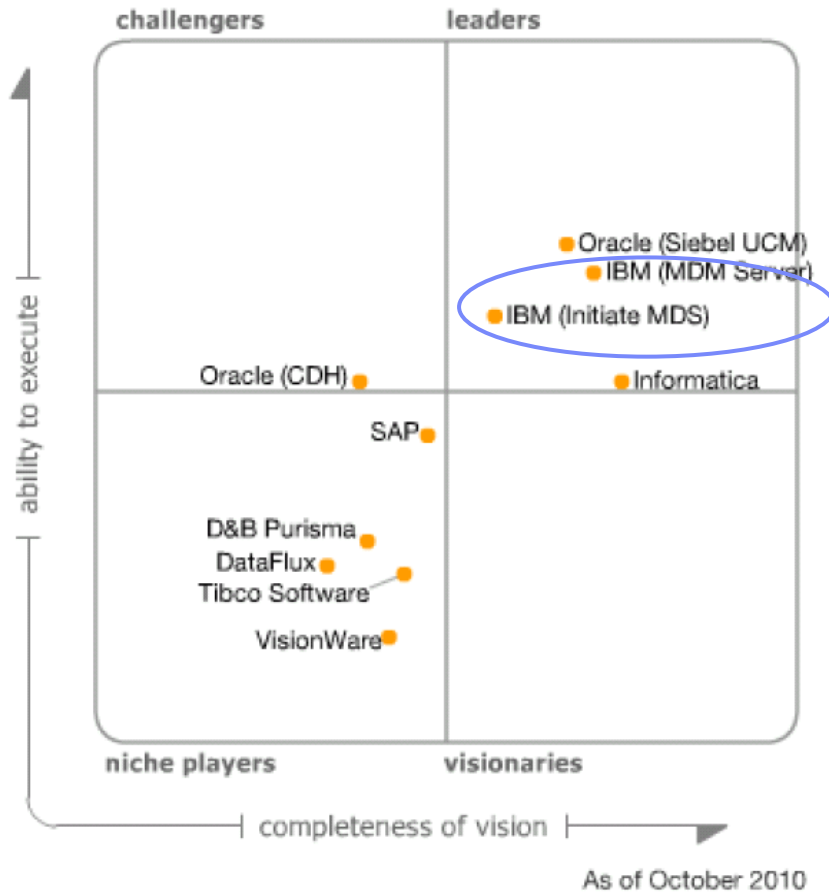 challengers
leaders
ability to execute
Oracle (Siebel UCM)
IBM (MDM Server)
IBM (Initiate MDS)
Oracle (CDH)
Informatica
SAP
D&B Purisma
DataFlux
Tibco Software
VisionWare
niche players
visionaries
completeness of vision
As of October 2010